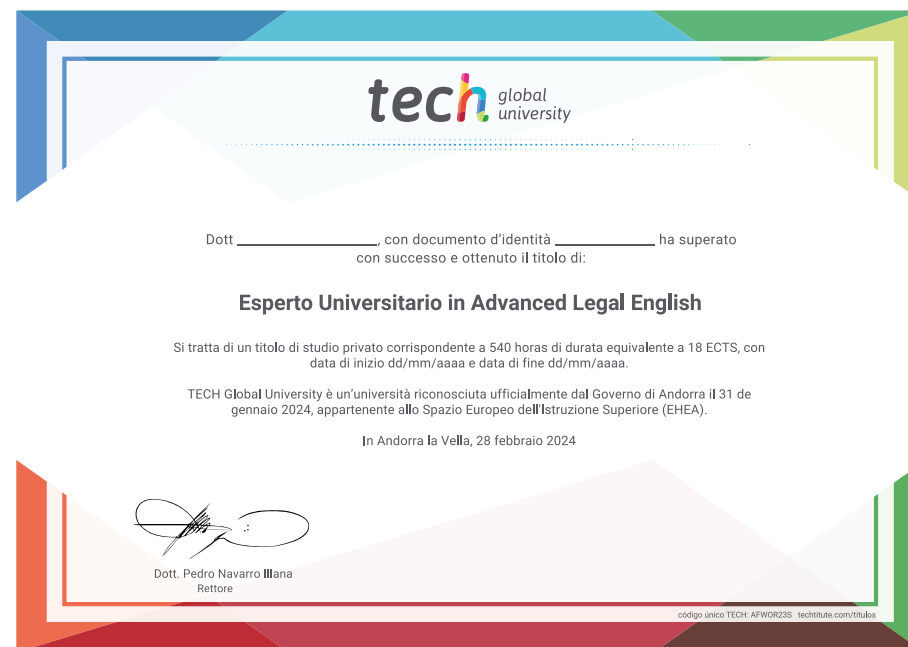 tech global university
Dott ____________________, con documento d'identità ______________ ha superato
con successo e ottenuto il titolo di:
Esperto Universitario in Advanced Legal English
Si tratta di un titolo di studio privato corrispondente a 540 horas di durata equivalente a 18 ECTS, con
data di inizio dd/mm/aaaa e data di fine dd/mm/aaaa.
TECH Global University è un'università riconosciuta ufficialmente dal Governo di Andorra il 31 de
gennaio 2024, appartenente allo Spazio Europeo dell'Istruzione Superiore (EHEA).
In Andorra la Vella, 28 febbraio 2024
Dott. Pedro Navarro Illana
Rettore
código único TECH: AFWOR23S techtitute.com/titulos